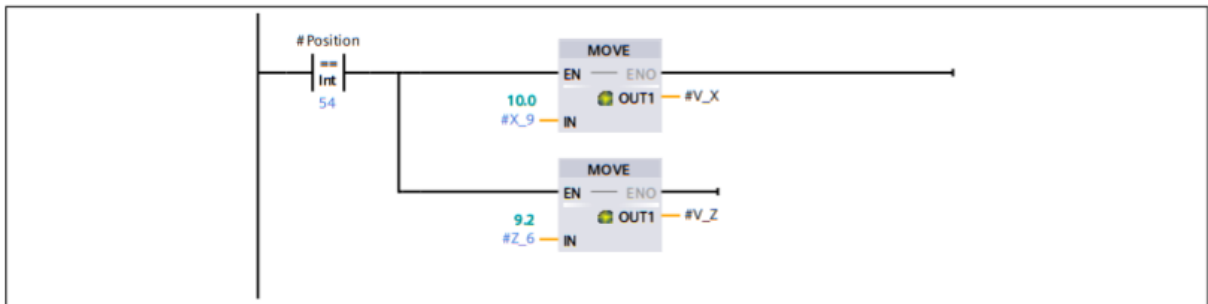 #Position
==
Int
54
MOVE
EN ENO
10.0
OUT1 #V_X
#X_9 IN
MOVE
EN ENO
9.2
OUT1 #V_Z
#Z_6 IN